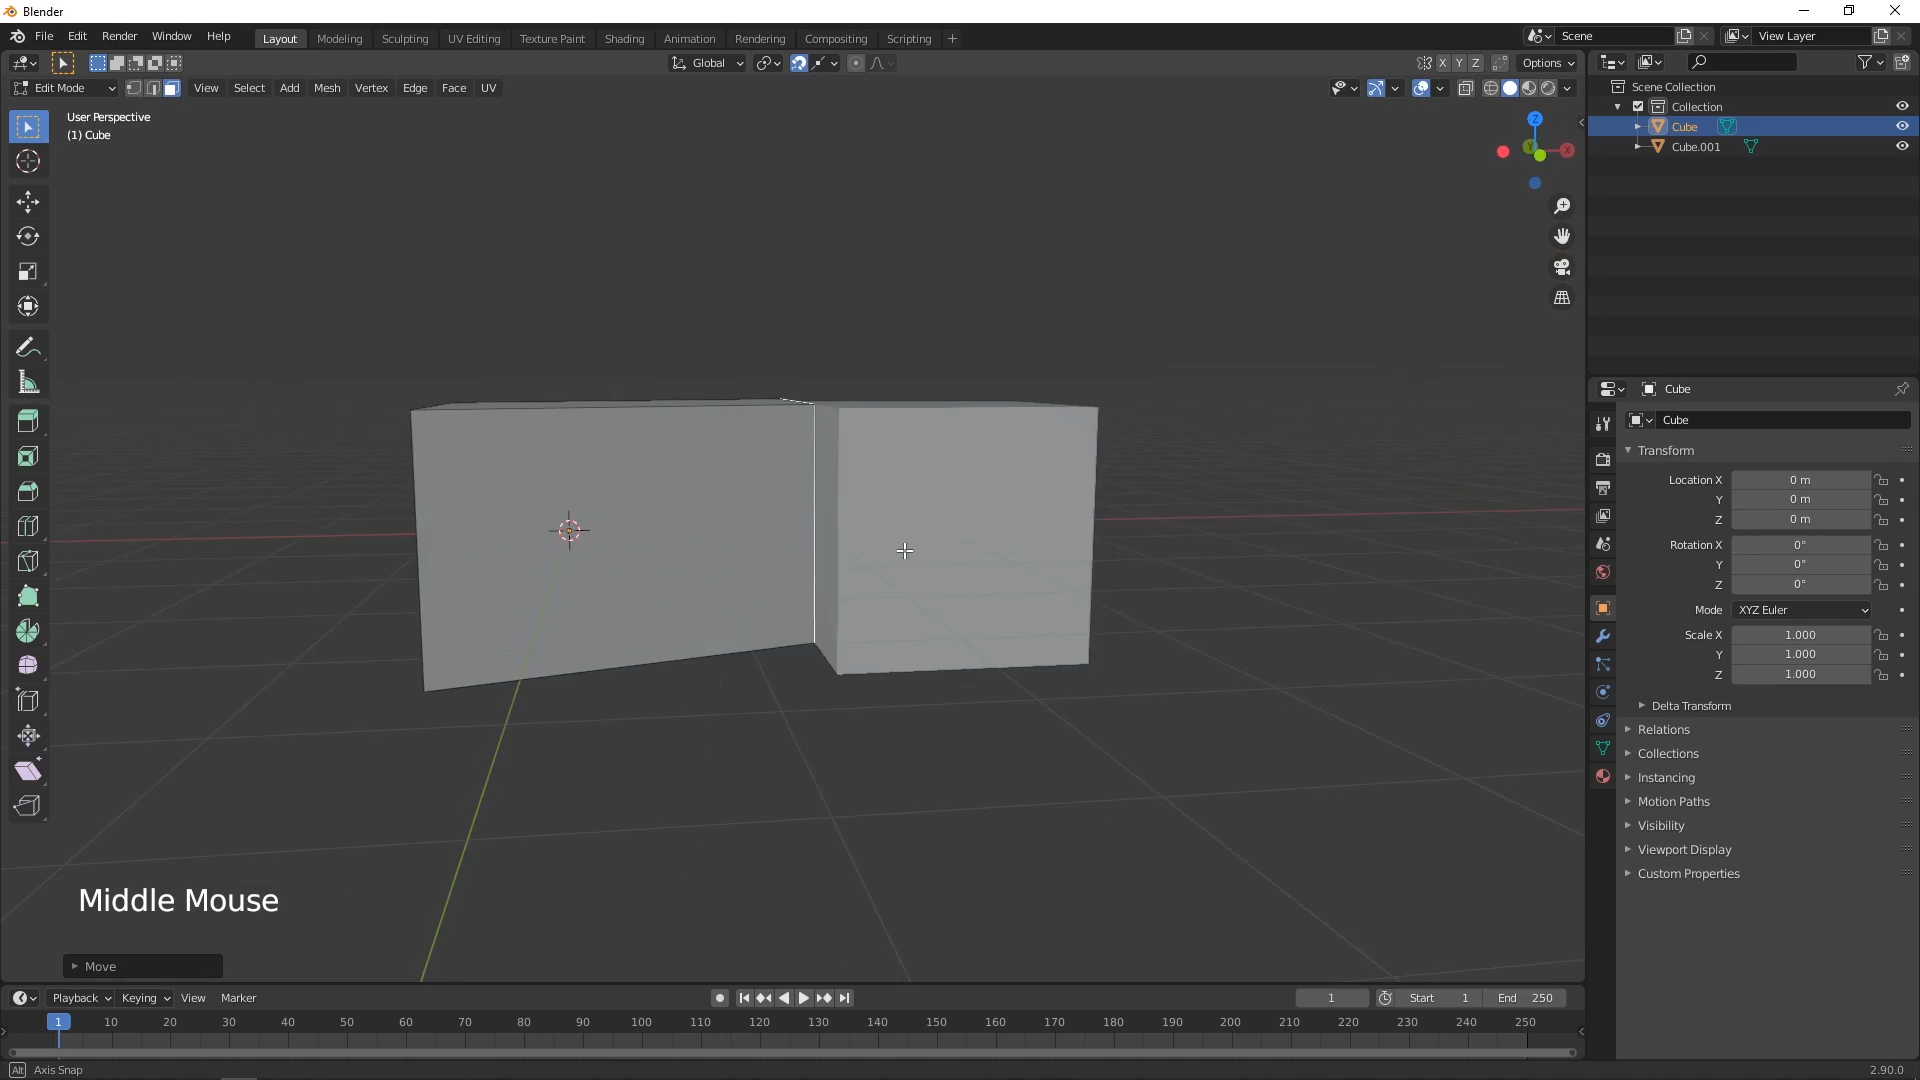 Blender
File Edit Render Window Help Layout Modeling Sculpting UV Editing Texture Paint Shading Animation Rendering Compositing Scripting + Scene View Layer
Global X Y Z Options
Edit Mode View Select Add Mesh Vertex Edge Face UV
Scene Collection
Collection
Cube
Cube.001
User Perspective
(1) Cube
Z
Y
X
Cube
Cube
Transform
Location X 0 m
Y 0 m
Z 0 m
Rotation X 0°
Y 0°
Z 0°
Mode XYZ Euler
Scale X 1.000
Y 1.000
Z 1.000
Delta Transform
Relations
Collections
Instancing
Motion Paths
Visibility
Viewport Display
Custom Properties
Middle Mouse
Move
Playback Keying View Marker 1 Start 1 End 250
1 10 20 30 40 50 60 70 80 90 100 110 120 130 140 150 160 170 180 190 200 210 220 230 240 250
Alt Axis Snap 2.90.0